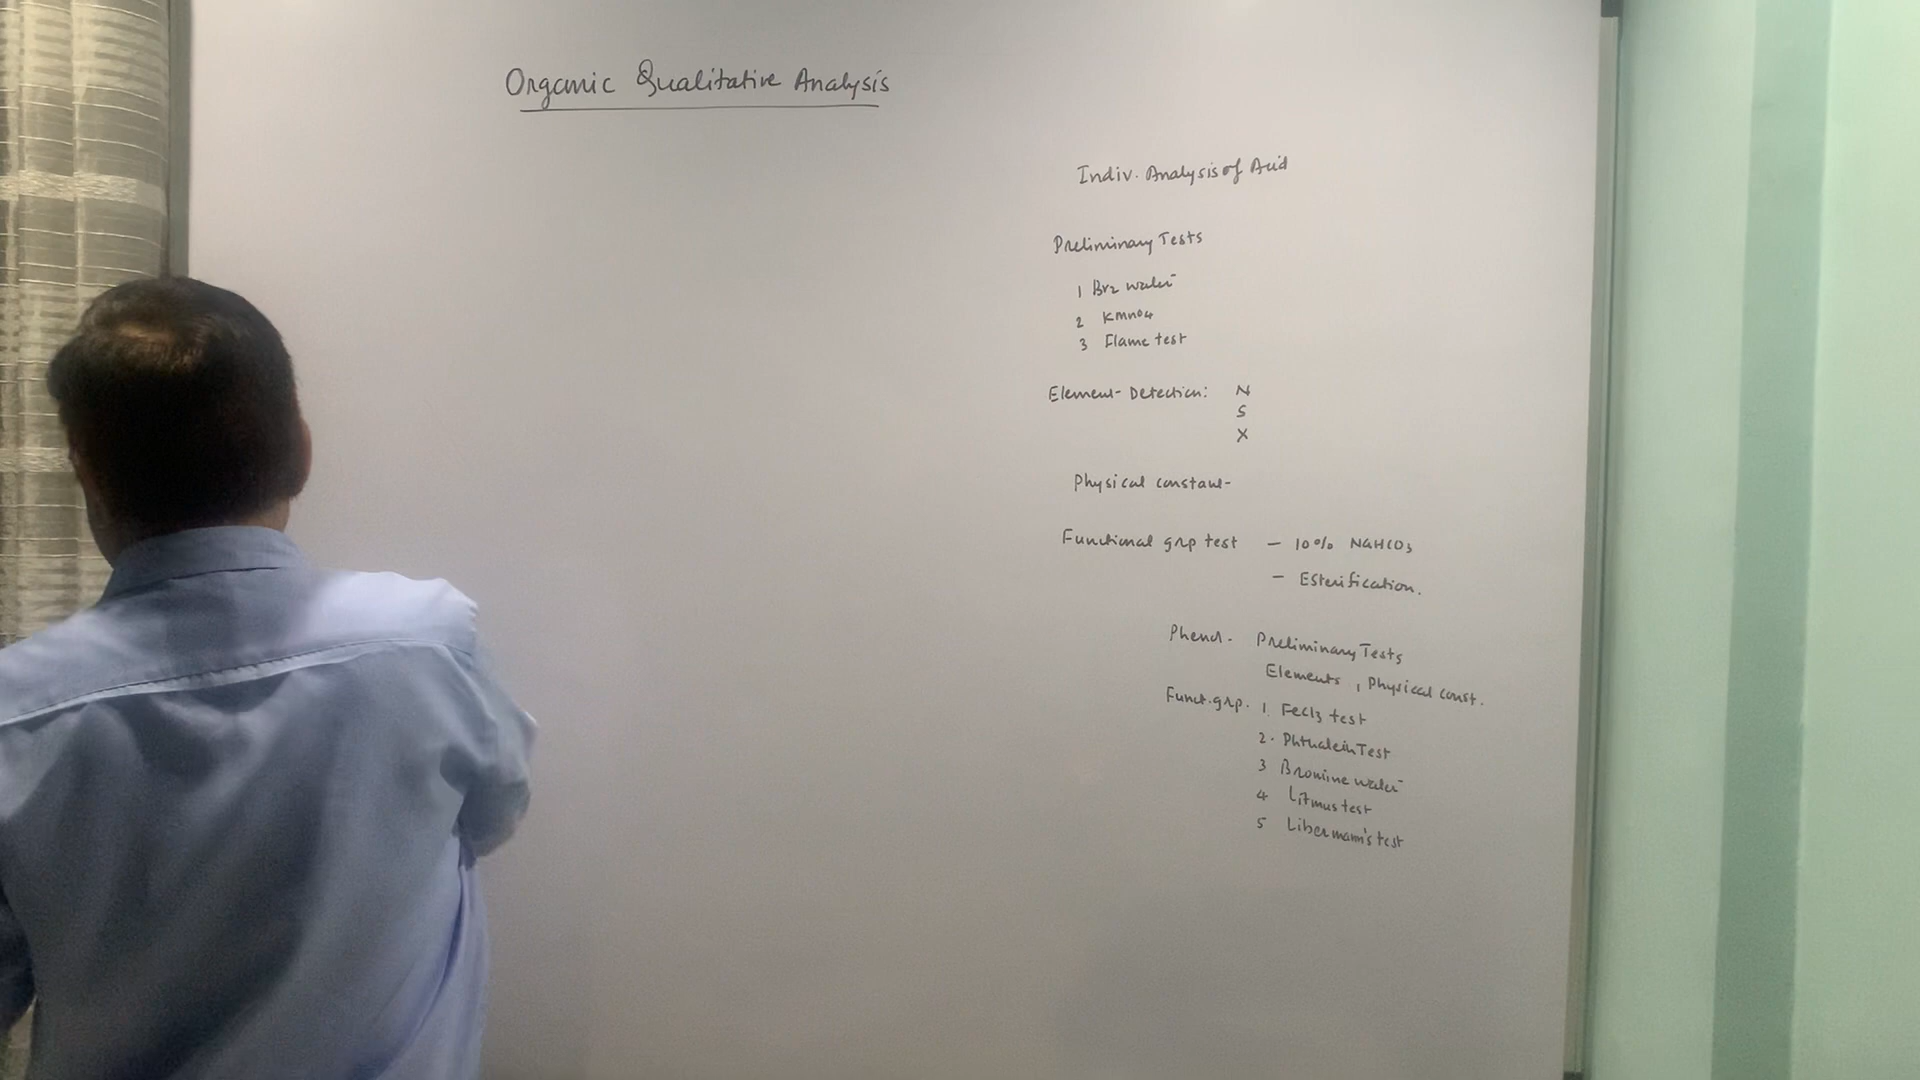 Organic Qualitative Analysis
Indiv. Analysis of Acid
Preliminary Tests
1 Br2 water
2 KMnO4
3 Flame test
Element Detection: N
S
X
Physical constant
Functional grp test - 10% NaHCO3
- Esterification.
Phenol. Preliminary Tests
Elements, Physical const.
Funct. grp. 1. FeCl3 test
2. Phthalein Test
3 Bromine water
4 Litmus test
5 Libermann's test